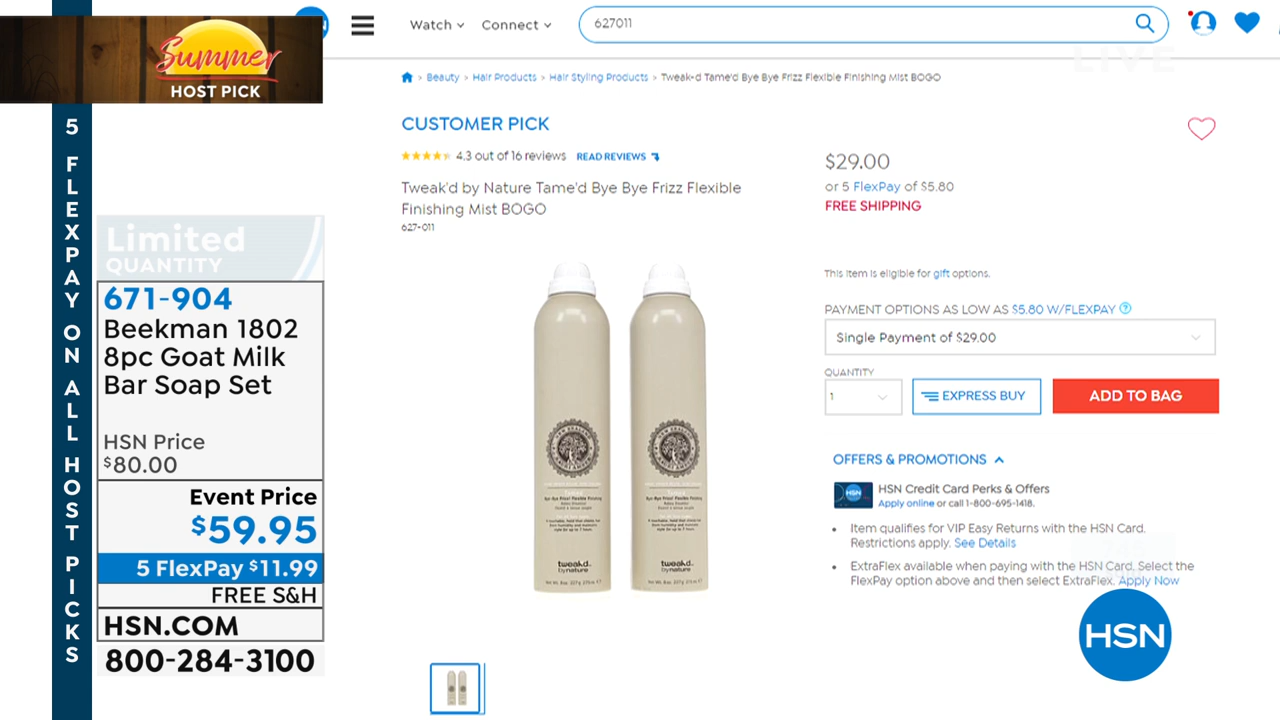 Summer
HOST PICK
5 FLEXPAY ON ALL HOST PICKS
Limited
QUANTITY
671-904
Beekman 1802
8pc Goat Milk
Bar Soap Set
HSN Price
$80.00
Event Price
$59.95
5 FlexPay $11.99
FREE S&H
HSN.COM
800-284-3100
Watch
Connect
627011
LIVE
Beauty > Hair Products > Hair Styling Products > Tweak-d Tame'd Bye Bye Frizz Flexible Finishing Mist BOGO
CUSTOMER PICK
4.3 out of 16 reviews READ REVIEWS
Tweak'd by Nature Tame'd Bye Bye Frizz Flexible
Finishing Mist BOGO
627-011
tweak.d
by nature
tweak.d
by nature
$29.00
or 5 FlexPay of $5.80
FREE SHIPPING
This item is eligible for gift options.
PAYMENT OPTIONS AS LOW AS $5.80 W/FLEXPAY ?
Single Payment of $29.00
QUANTITY
1
EXPRESS BUY
ADD TO BAG
OFFERS & PROMOTIONS
HSN
HSN Credit Card Perks & Offers
Apply online or call 1-800-695-1418.
• Item qualifies for VIP Easy Returns with the HSN Card.
Restrictions apply. See Details
• ExtraFlex available when paying with the HSN Card. Select the
FlexPay option above and then select ExtraFlex. Apply Now
HSN